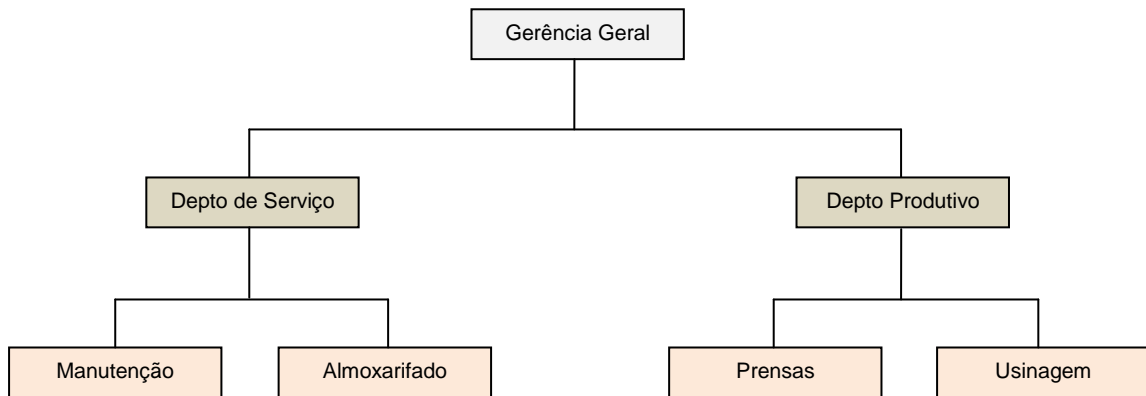 Gerência Geral
Depto de Serviço
Depto Produtivo
Manutenção
Almoxarifado
Prensas
Usinagem